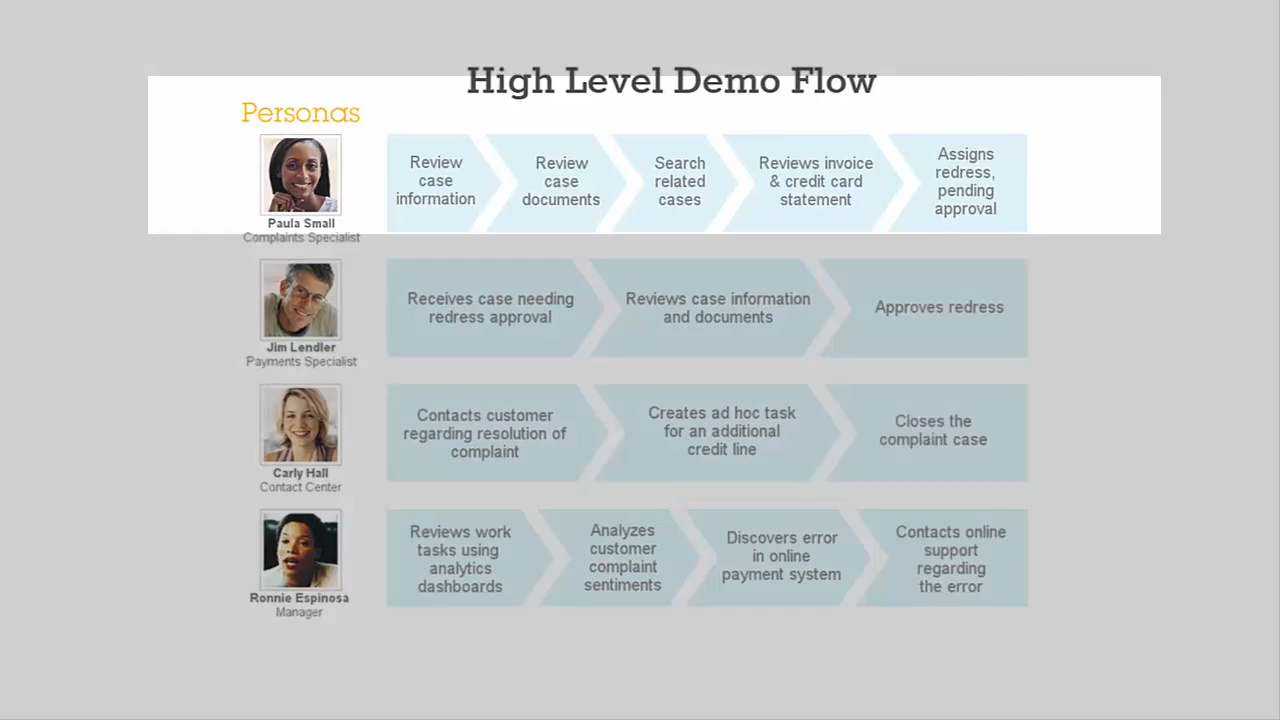 High Level Demo Flow
Personas
Paula Small
Complaints Specialist
Review
case
information
Review
case
documents
Search
related
cases
Reviews invoice
& credit card
statement
Assigns
redress,
pending
approval
Jim Lendler
Payments Specialist
Receives case needing
redress approval
Reviews case information
and documents
Approves redress
Carly Hall
Contact Center
Contacts customer
regarding resolution of
complaint
Creates ad hoc task
for an additional
credit line
Closes the
complaint case
Ronnie Espinosa
Manager
Reviews work
tasks using
analytics
dashboards
Analyzes
customer
complaint
sentiments
Discovers error
in online
payment system
Contacts online
support
regarding
the error